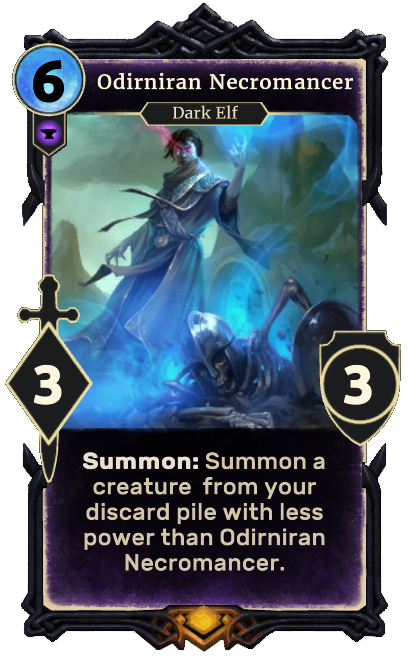 6
Odirniran Necromancer
Dark Elf
3
3
Summon: Summon a
creature from your
discard pile with less
power than Odirniran
Necromancer.